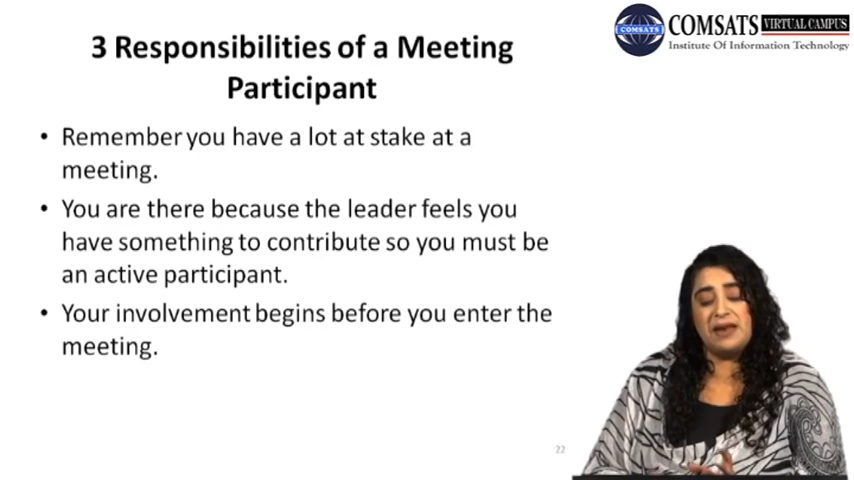 3 Responsibilities of a Meeting
Participant
• Remember you have a lot at stake at a
meeting.
• You are there because the leader feels you
have something to contribute so you must be
an active participant.
• Your involvement begins before you enter the
meeting.
22
COMSATS
COMSATS VIRTUAL CAMPUS
Institute Of Information Technology